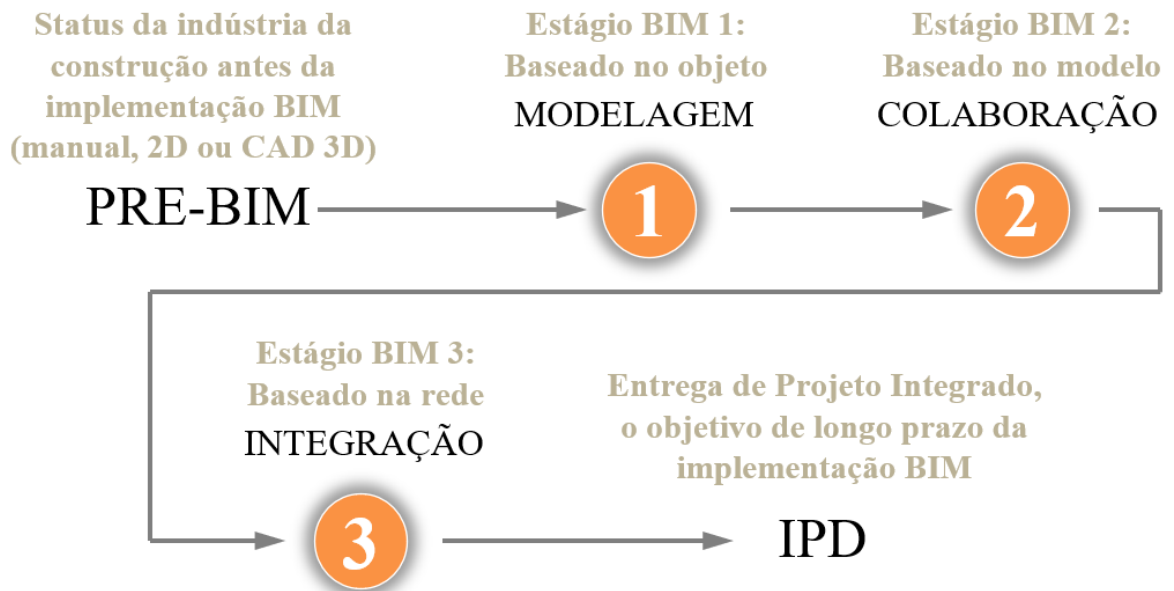 Status da indústria da
construção antes da
implementação BIM
(manual, 2D ou CAD 3D)
PRE-BIM
Estágio BIM 1:
Baseado no objeto
MODELAGEM
1
Estágio BIM 2:
Baseado no modelo
COLABORAÇÃO
2
Estágio BIM 3:
Baseado na rede
INTEGRAÇÃO
3
Entrega de Projeto Integrado,
o objetivo de longo prazo da
implementação BIM
IPD